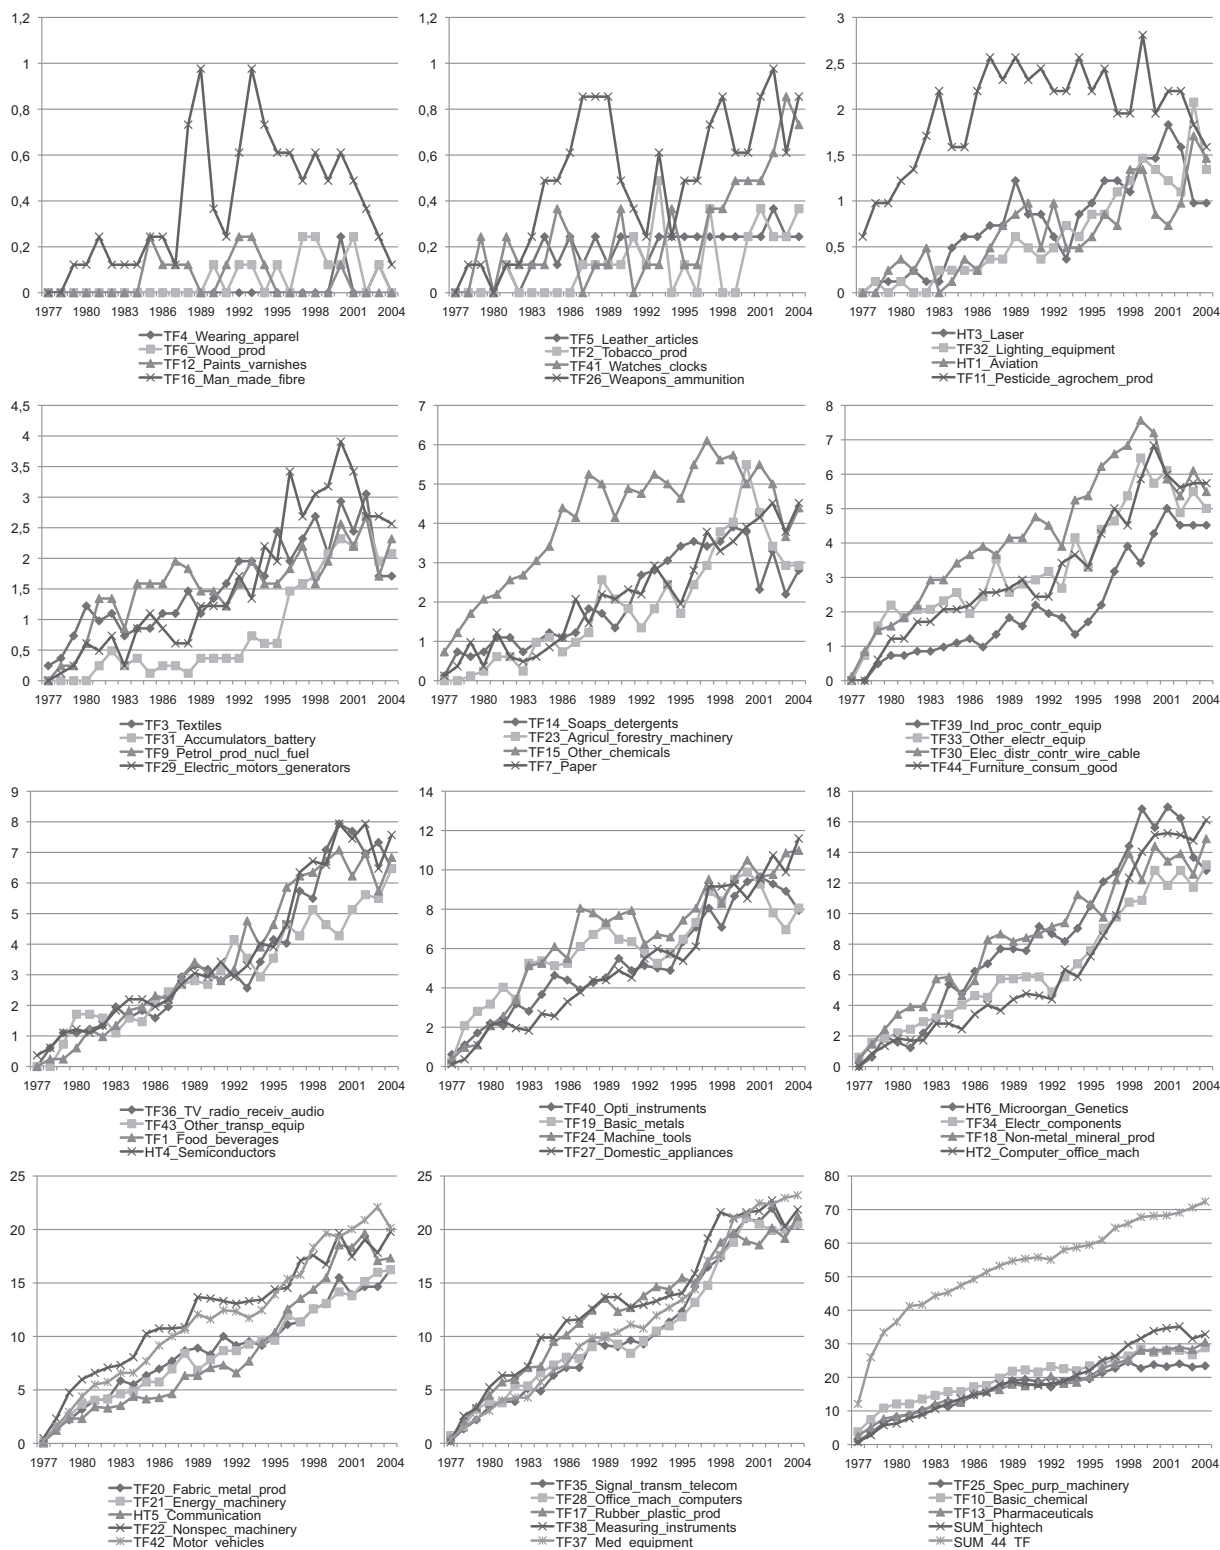 1,2
1
0,8
0,6
0,4
0,2
0
1977 1980 1983 1986 1989 1992 1995 1998 2001 2004
TF4_Wearing_apparel
TF6_Wood_prod
TF12_Paints_varnishes
TF16_Man_made_fibre
1,2
1
0,8
0,6
0,4
0,2
0
1977 1980 1983 1986 1989 1992 1995 1998 2001 2004
TF5_Leather_articles
TF2_Tobacco_prod
TF41_Watches_clocks
TF26_Weapons_ammunition
3
2,5
2
1,5
1
0,5
0
1977 1980 1983 1986 1989 1992 1995 1998 2001 2004
HT3_Laser
TF32_Lighting_equipment
HT1_Aviation
TF11_Pesticide_agrochem_prod
4,5
4
3,5
3
2,5
2
1,5
1
0,5
0
1977 1980 1983 1986 1989 1992 1995 1998 2001 2004
TF3_Textiles
TF31_Accumulators_battery
TF9_Petrol_prod_nucl_fuel
TF29_Electric_motors_generators
7
6
5
4
3
2
1
0
1977 1980 1983 1986 1989 1992 1995 1998 2001 2004
TF14_Soaps_detergents
TF23_Agricul_forestry_machinery
TF15_Other_chemicals
TF7_Paper
8
7
6
5
4
3
2
1
0
1977 1980 1983 1986 1989 1992 1995 1998 2001 2004
TF39_Ind_proc_contr_equip
TF33_Other_electr_equip
TF30_Elec_distr_contr_wire_cable
TF44_Furniture_consum_good
9
8
7
6
5
4
3
2
1
0
1977 1980 1983 1986 1989 1992 1995 1998 2001 2004
TF36_TV_radio_receiv_audio
TF43_Other_transp_equip
TF1_Food_beverages
HT4_Semiconductors
14
12
10
8
6
4
2
0
1977 1980 1983 1986 1989 1992 1995 1998 2001 2004
TF40_Opti_instruments
TF19_Basic_metals
TF24_Machine_tools
TF27_Domestic_appliances
18
16
14
12
10
8
6
4
2
0
1977 1980 1983 1986 1989 1992 1995 1998 2001 2004
HT6_Microorgan_Genetics
TF34_Electr_components
TF18_Non-metal_mineral_prod
HT2_Computer_office_mach
25
20
15
10
5
0
1977 1980 1983 1986 1989 1992 1995 1998 2001 2004
TF20_Fabric_metal_prod
TF21_Energy_machinery
HT5_Communication
TF22_Nonspec_machinery
TF42_Motor_vehicles
25
20
15
10
5
0
1977 1980 1983 1986 1989 1992 1995 1998 2001 2004
TF35_Signal_transm_telecom
TF28_Office_mach_computers
TF17_Rubber_plastic_prod
TF38_Measuring_instruments
TF37_Med_equipment
80
70
60
50
40
30
20
10
0
1977 1980 1983 1986 1989 1992 1995 1998 2001 2004
TF25_Spec_purp_machinery
TF10_Basic_chemical
TF13_Pharmaceuticals
SUM_hightech
SUM_44_TF